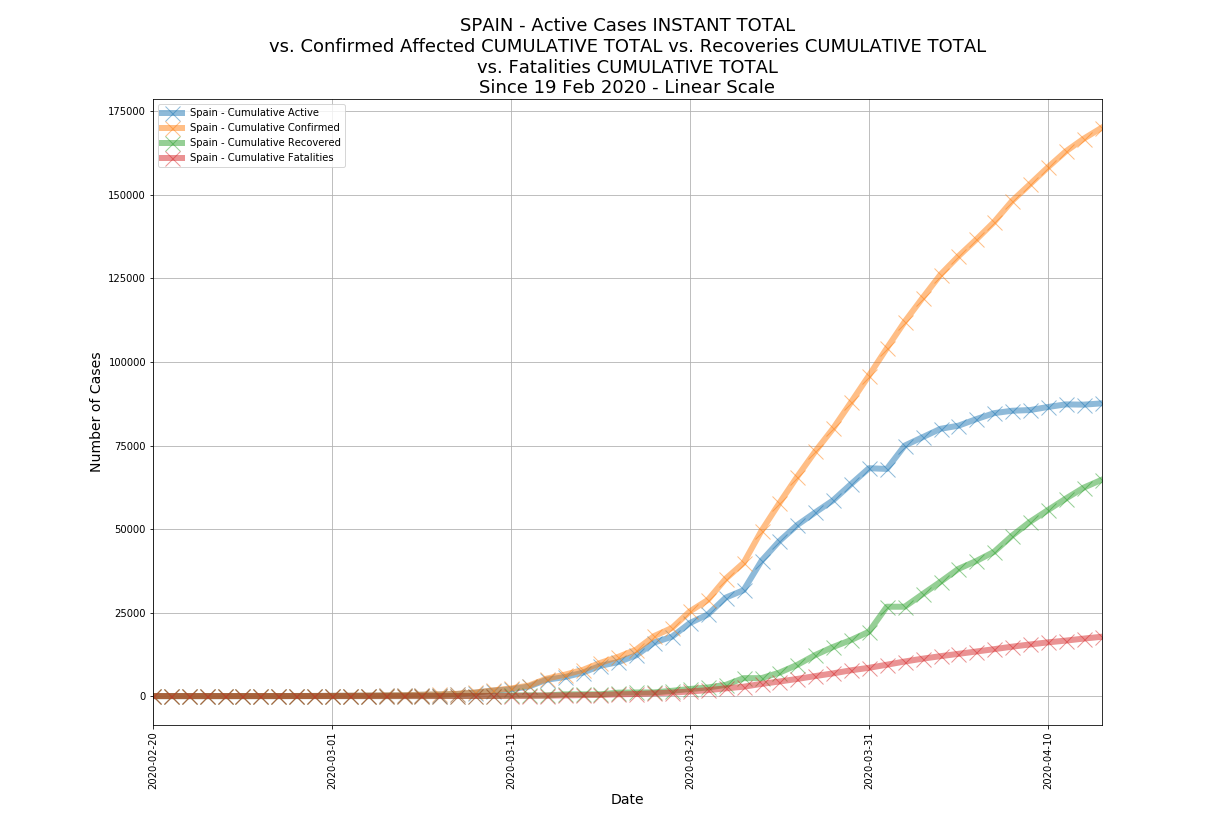 SPAIN - Active Cases INSTANT TOTAL
vs. Confirmed Affected CUMULATIVE TOTAL vs. Recoveries CUMULATIVE TOTAL
vs. Fatalities CUMULATIVE TOTAL
Since 19 Feb 2020 - Linear Scale
Spain - Cumulative Active
Spain - Cumulative Confirmed
Spain - Cumulative Recovered
Spain - Cumulative Fatalities
175000
150000
125000
100000
75000
50000
25000
0
Number of Cases
2020-02-20
2020-03-01
2020-03-11
2020-03-21
2020-03-31
2020-04-10
Date